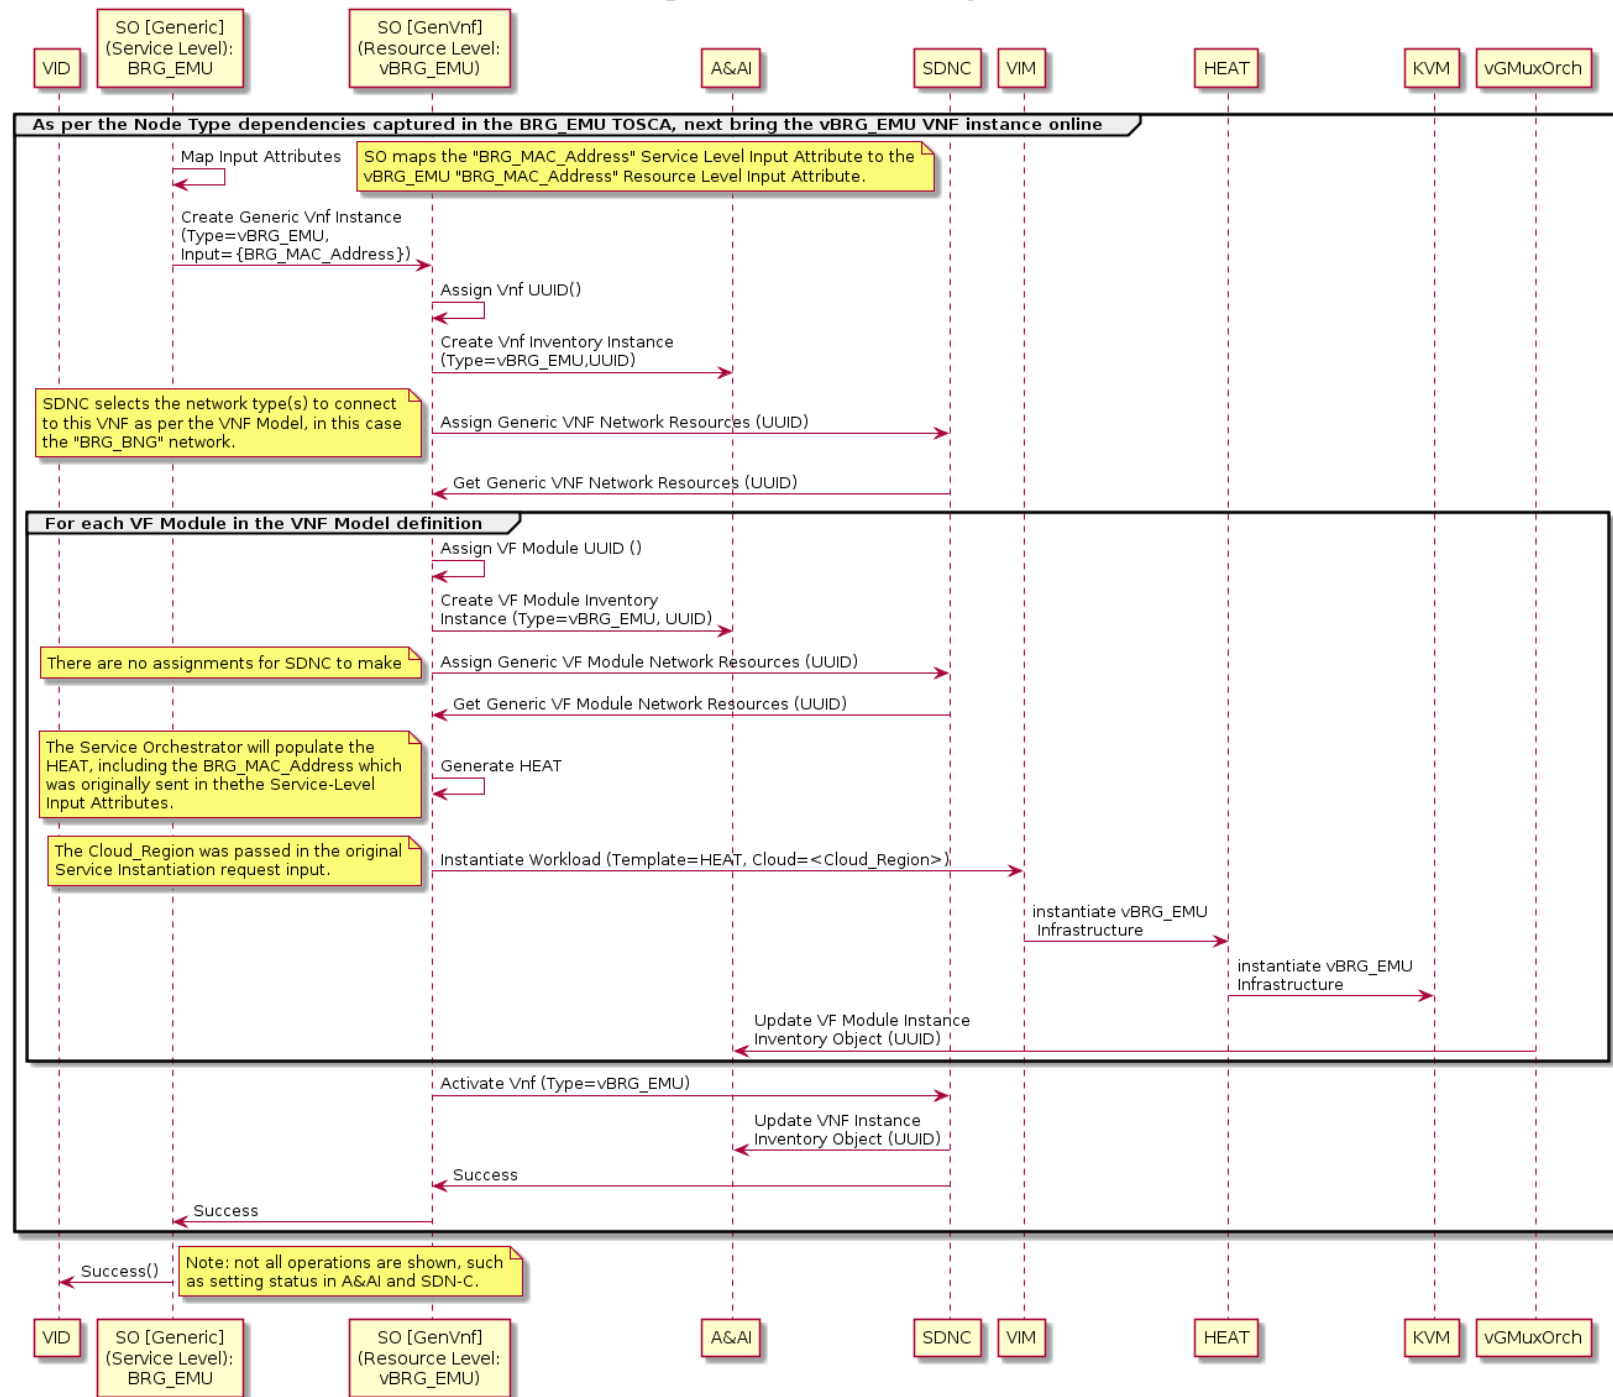 SO [Generic]
(Service Level):
BRG_EMU
SO [GenVnf]
(Resource Level:
vBRG_EMU)
VID
A&AI
SDNC
VIM
HEAT
KVM
vGMuxOrch
As per the Node Type dependencies captured in the BRG_EMU TOSCA, next bring the vBRG_EMU VNF instance online
Map Input Attributes
SO maps the "BRG_MAC_Address" Service Level Input Attribute to the
vBRG_EMU "BRG_MAC_Address" Resource Level Input Attribute.
Create Generic Vnf Instance
(Type=vBRG_EMU,
Input={BRG_MAC_Address})
Assign Vnf UUID()
Create Vnf Inventory Instance
(Type=vBRG_EMU,UUID)
SDNC selects the network type(s) to connect
to this VNF as per the VNF Model, in this case
the "BRG_BNG" network.
Assign Generic VNF Network Resources (UUID)
Get Generic VNF Network Resources (UUID)
For each VF Module in the VNF Model definition
Assign VF Module UUID ()
Create VF Module Inventory
Instance (Type=vBRG_EMU, UUID)
There are no assignments for SDNC to make
Assign Generic VF Module Network Resources (UUID)
Get Generic VF Module Network Resources (UUID)
The Service Orchestrator will populate the
HEAT, including the BRG_MAC_Address which
was originally sent in thethe Service-Level
Input Attributes.
Generate HEAT
The Cloud_Region was passed in the original
Service Instantiation request input.
Instantiate Workload (Template=HEAT, Cloud=<Cloud_Region>)
instantiate vBRG_EMU
Infrastructure
instantiate vBRG_EMU
Infrastructure
Update VF Module Instance
Inventory Object (UUID)
Activate Vnf (Type=vBRG_EMU)
Update VNF Instance
Inventory Object (UUID)
Success
Success
Success()
Note: not all operations are shown, such
as setting status in A&AI and SDN-C.
VID
SO [Generic]
(Service Level):
BRG_EMU
SO [GenVnf]
(Resource Level:
vBRG_EMU)
A&AI
SDNC
VIM
HEAT
KVM
vGMuxOrch